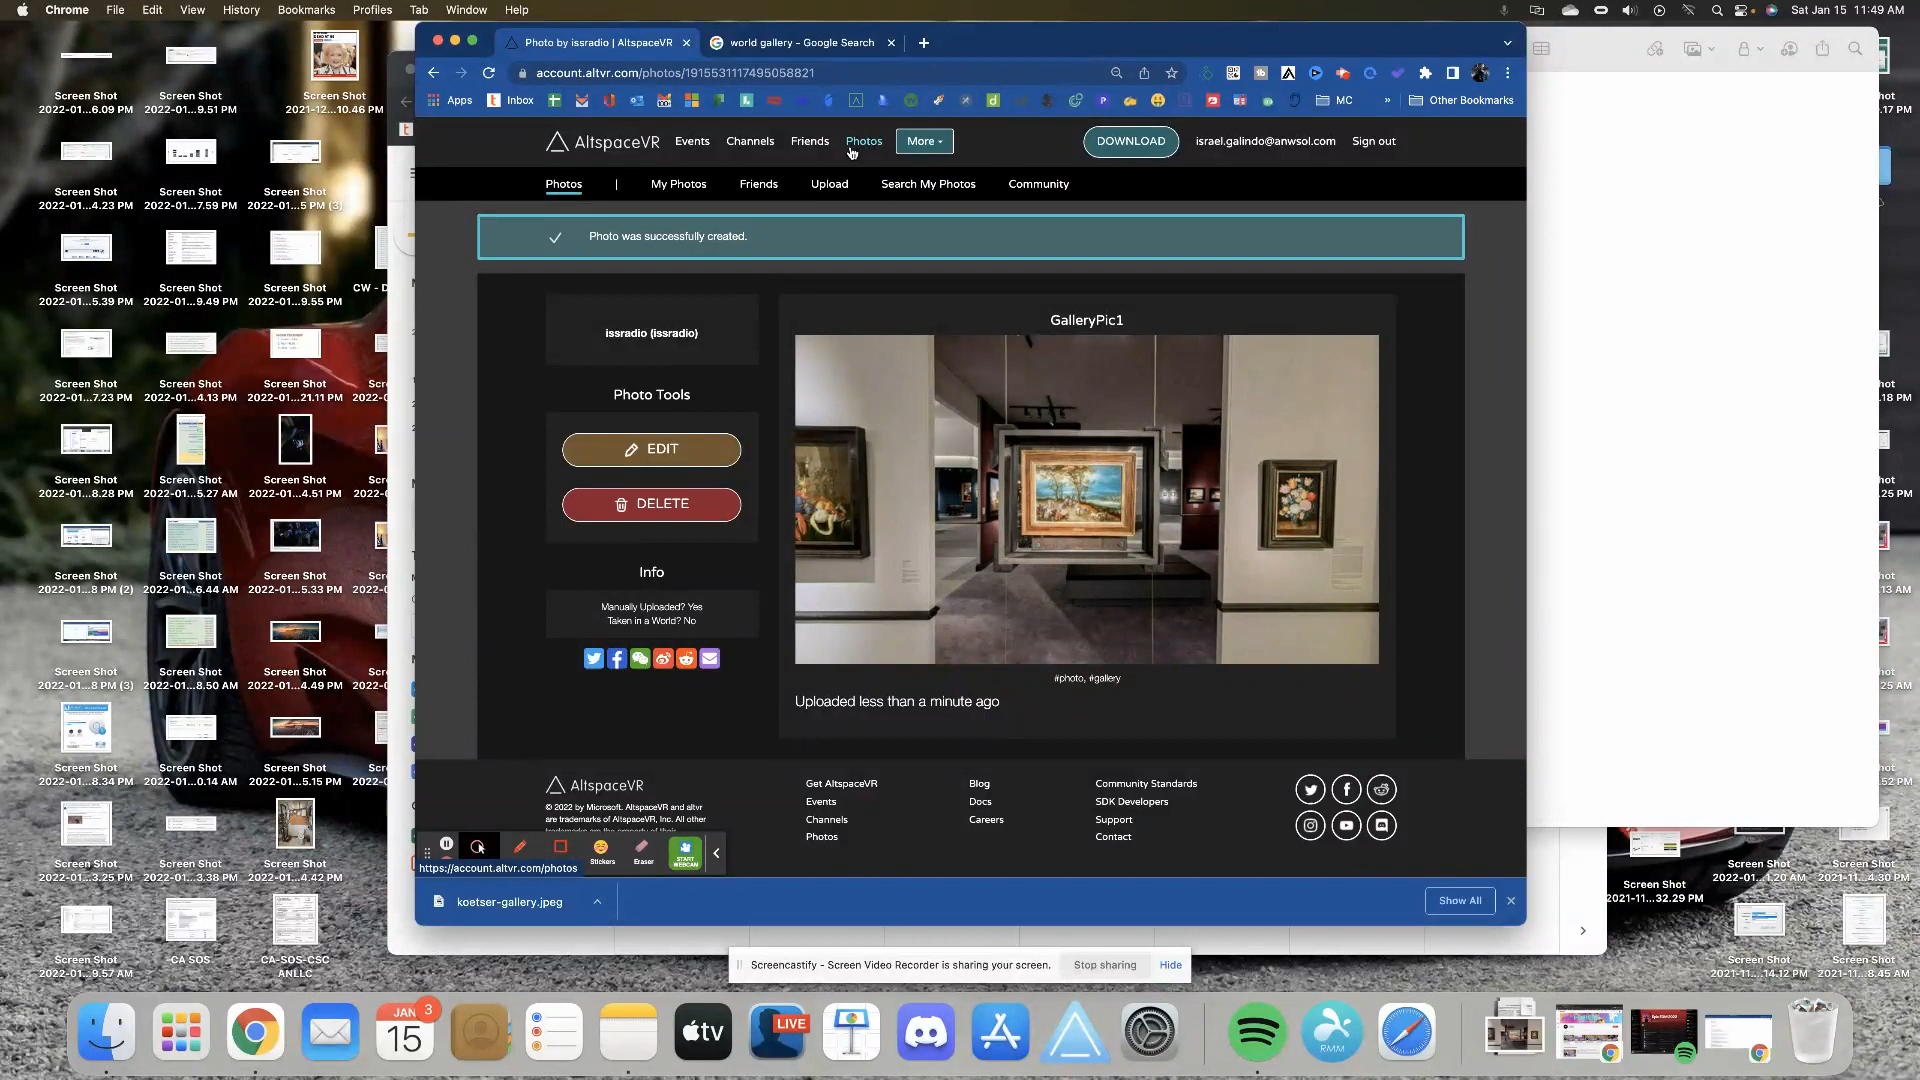 Chrome File Edit View History Bookmarks Profiles Tab Window Help
Sat Jan 15 11:49 AM
Photo by issradio | AltspaceVR
world gallery - Google Search
account.altvr.com/photos/1915531117495058821
Apps
Inbox
MC
» Other Bookmarks
AltspaceVR Events Channels Friends Photos More
DOWNLOAD israel.galindo@anwsol.com Sign out
Photos | My Photos Friends Upload Search My Photos Community
Photo was successfully created.
issradio (issradio)
Photo Tools
EDIT
DELETE
Info
Manually Uploaded? Yes
Taken in a World? No
GalleryPic1
#photo, #gallery
Uploaded less than a minute ago
AltspaceVR
© 2022 by Microsoft. AltspaceVR and altvr
are trademarks of AltspaceVR, Inc. All other
Get AltspaceVR
Events
Channels
Photos
Blog
Docs
Careers
Community Standards
SDK Developers
Support
Contact
Stickers
Eraser
START WEBCAM
https://account.altvr.com/photos
koetser-gallery.jpeg
Show All
Screencastify - Screen Video Recorder is sharing your screen. Stop sharing Hide
Screen Shot
2022-01...6.09 PM
Screen Shot
2022-01...9.51 PM
Screen Shot
2021-12...10.46 PM
Screen Shot
2022-01...4.23 PM
Screen Shot
2022-01...7.59 PM
Screen Shot
2022-01...5 PM (3)
Screen Shot
2022-01...5.39 PM
Screen Shot
2022-01...9.49 PM
Screen Shot
2022-01...9.55 PM
CW - D
Screen Shot
2022-01...7.23 PM
Screen Shot
2022-01...4.13 PM
Screen Shot
2022-01...21.11 PM
Screen Shot
2022-01...8.28 PM
Screen Shot
2022-01...5.27 AM
Screen Shot
2022-01...4.51 PM
Screen Shot
2022-01...8 PM (2)
Screen Shot
2022-01...6.44 AM
Screen Shot
2022-01...5.33 PM
Screen Shot
2022-01...8 PM (3)
Screen Shot
2022-01...8.50 AM
Screen Shot
2022-01...4.49 PM
Screen Shot
2022-01...8.34 PM
Screen Shot
2022-01...0.14 AM
Screen Shot
2022-01...5.15 PM
Screen Shot
2022-01...3.25 PM
Screen Shot
2022-01...3.38 PM
Screen Shot
2022-01...4.42 PM
Screen Shot
2022-01...9.57 AM
CA SOS
CA-SOS-CSC
ANLLC
Screen Shot
2021-11...32.29 PM
Screen Shot
2022-01...1.20 AM
Screen Shot
2021-11...4.30 PM
Screen Shot
2021-11....14.12 PM
Screen Shot
2021-11...8.45 AM
JAN
15
3
tv
LIVE
RMM